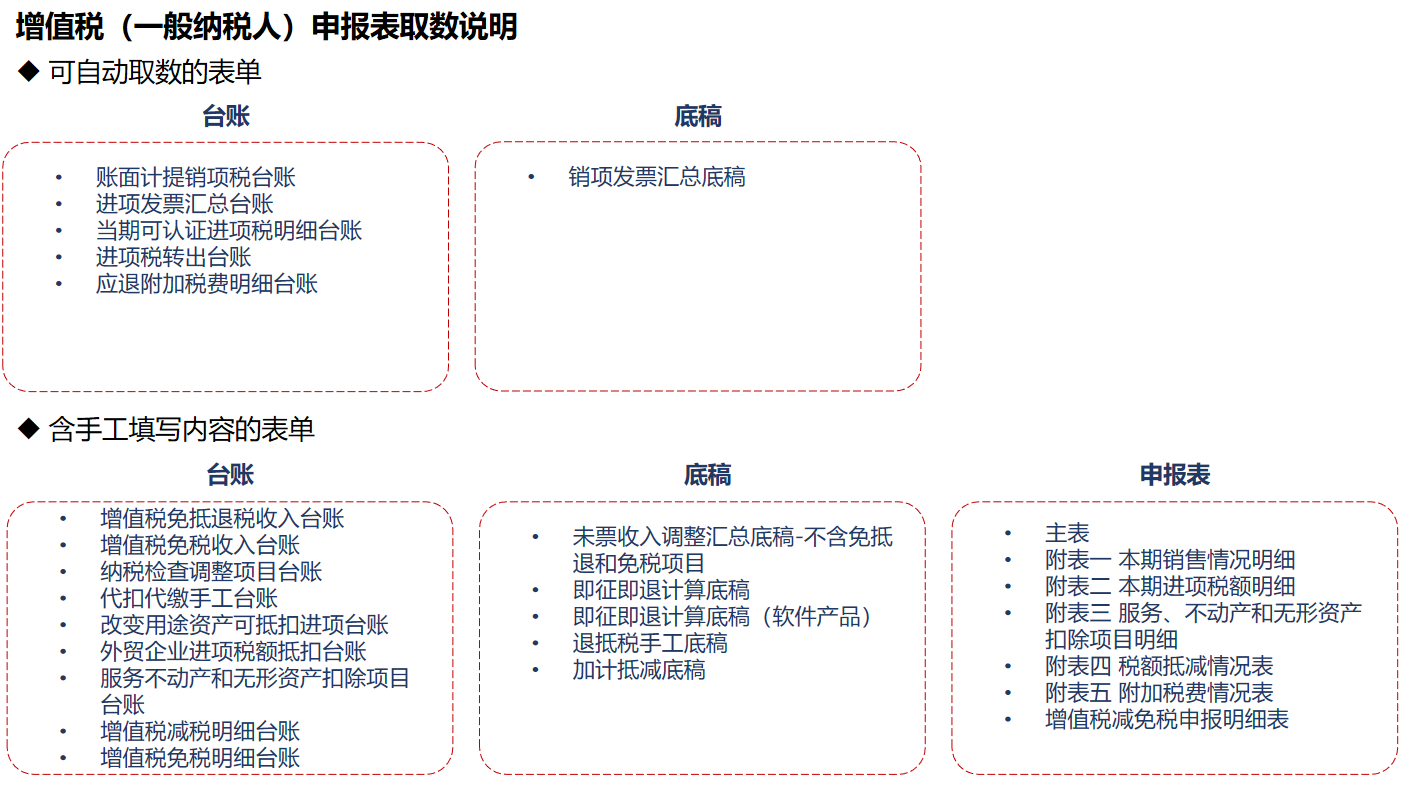 增值税（一般纳税人）申报表取数说明
◆ 可自动取数的表单
台账
• 账面计提销项税台账
• 进项发票汇总台账
• 当期可认证进项税明细台账
• 进项税转出台账
• 应退附加税费明细台账
底稿
• 销项发票汇总底稿
◆ 含手工填写内容的表单
台账
• 增值税免抵退税收入台账
• 增值税免税收入台账
• 纳税检查调整项目台账
• 代扣代缴手工台账
• 改变用途资产可抵扣进项台账
• 外贸企业进项税额抵扣台账
• 服务不动产和无形资产扣除项目
台账
• 增值税减税明细台账
• 增值税免税明细台账
底稿
• 未票收入调整汇总底稿-不含免抵
退和免税项目
• 即征即退计算底稿
• 即征即退计算底稿（软件产品）
• 退抵税手工底稿
• 加计抵减底稿
申报表
• 主表
• 附表一 本期销售情况明细
• 附表二 本期进项税额明细
• 附表三 服务、不动产和无形资产
扣除项目明细
• 附表四 税额抵减情况表
• 附表五 附加税费情况表
• 增值税减免税申报明细表